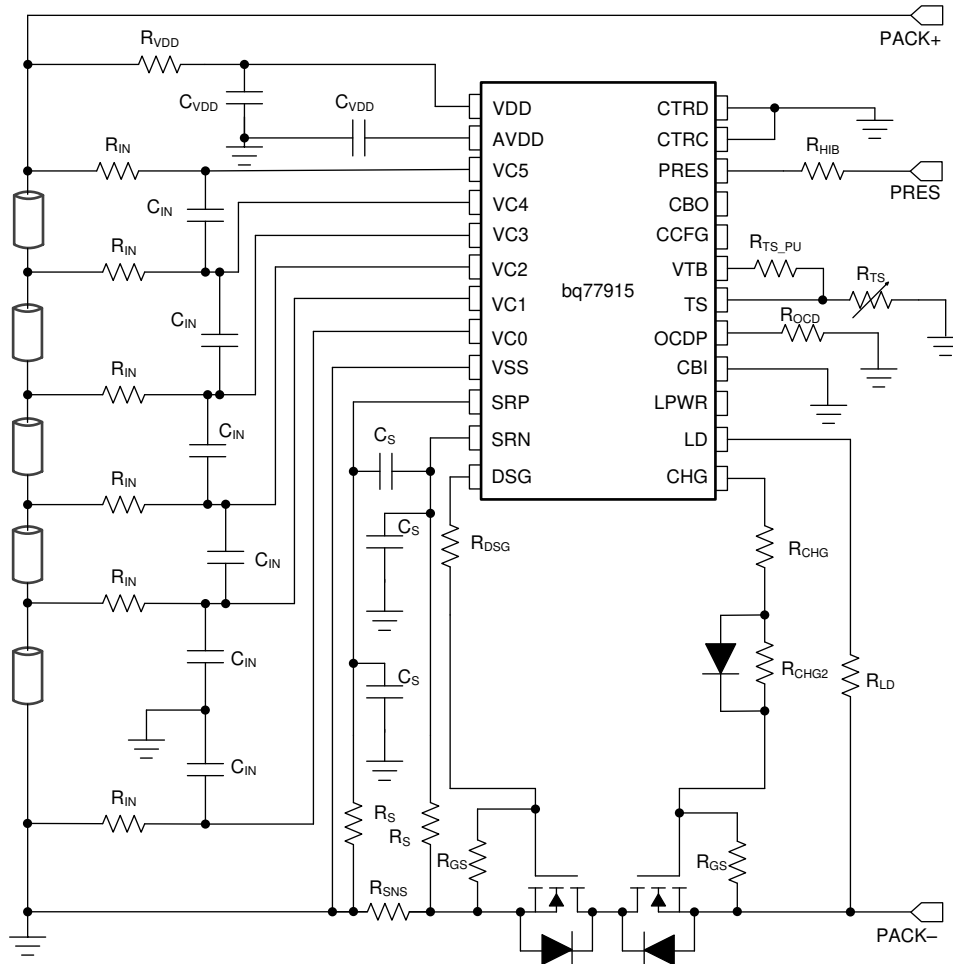 PACK+
RVDD
CVDD
CVDD
VDD
AVDD
VC5
VC4
VC3
VC2
VC1
VC0
VSS
SRP
SRN
DSG
bq77915
CTRD
CTRC
PRES
CBO
CCFG
VTB
TS
OCDP
CBI
LPWR
LD
CHG
RHIB
PRES
RTS_PU
RTS
ROCD
RIN
CIN
RIN
CIN
RIN
CIN
RIN
CIN
RIN
CIN
CIN
RIN
CS
CS
CS
RDSG
RCHG
RCHG2
RLD
RS
RS
RSNS
RGS
RGS
PACK–